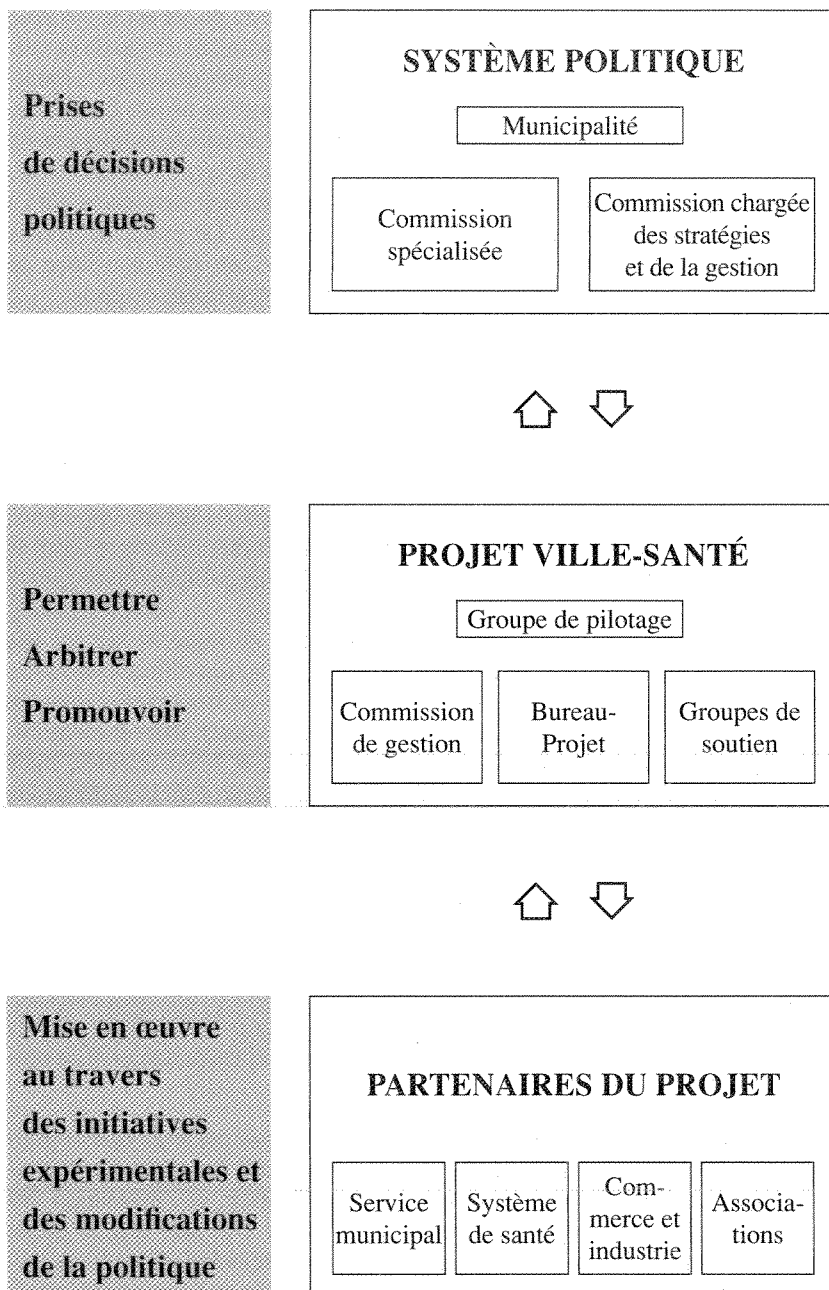 Prises
de décisions
politiques
SYSTÈME POLITIQUE
Municipalité
Commission
spécialisée
Commission chargée
des stratégies
et de la gestion
Permettre
Arbitrer
Promouvoir
PROJET VILLE-SANTÉ
Groupe de pilotage
Commission
de gestion
Bureau-
Projet
Groupes de
soutien
Mise en œuvre
au travers
des initiatives
expérimentales et
des modifications
de la politique
PARTENAIRES DU PROJET
Service
municipal
Système
de santé
Com-
merce et
industrie
Associa-
tions